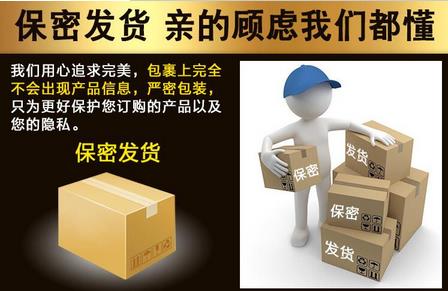 保密发货 亲的顾虑我们都懂
我们用心追求完美，包裹上完全
不会出现产品信息，严密包装，
只为更好保护您订购的产品以及
您的隐私。
保密发货
保密
发货
保密
发货